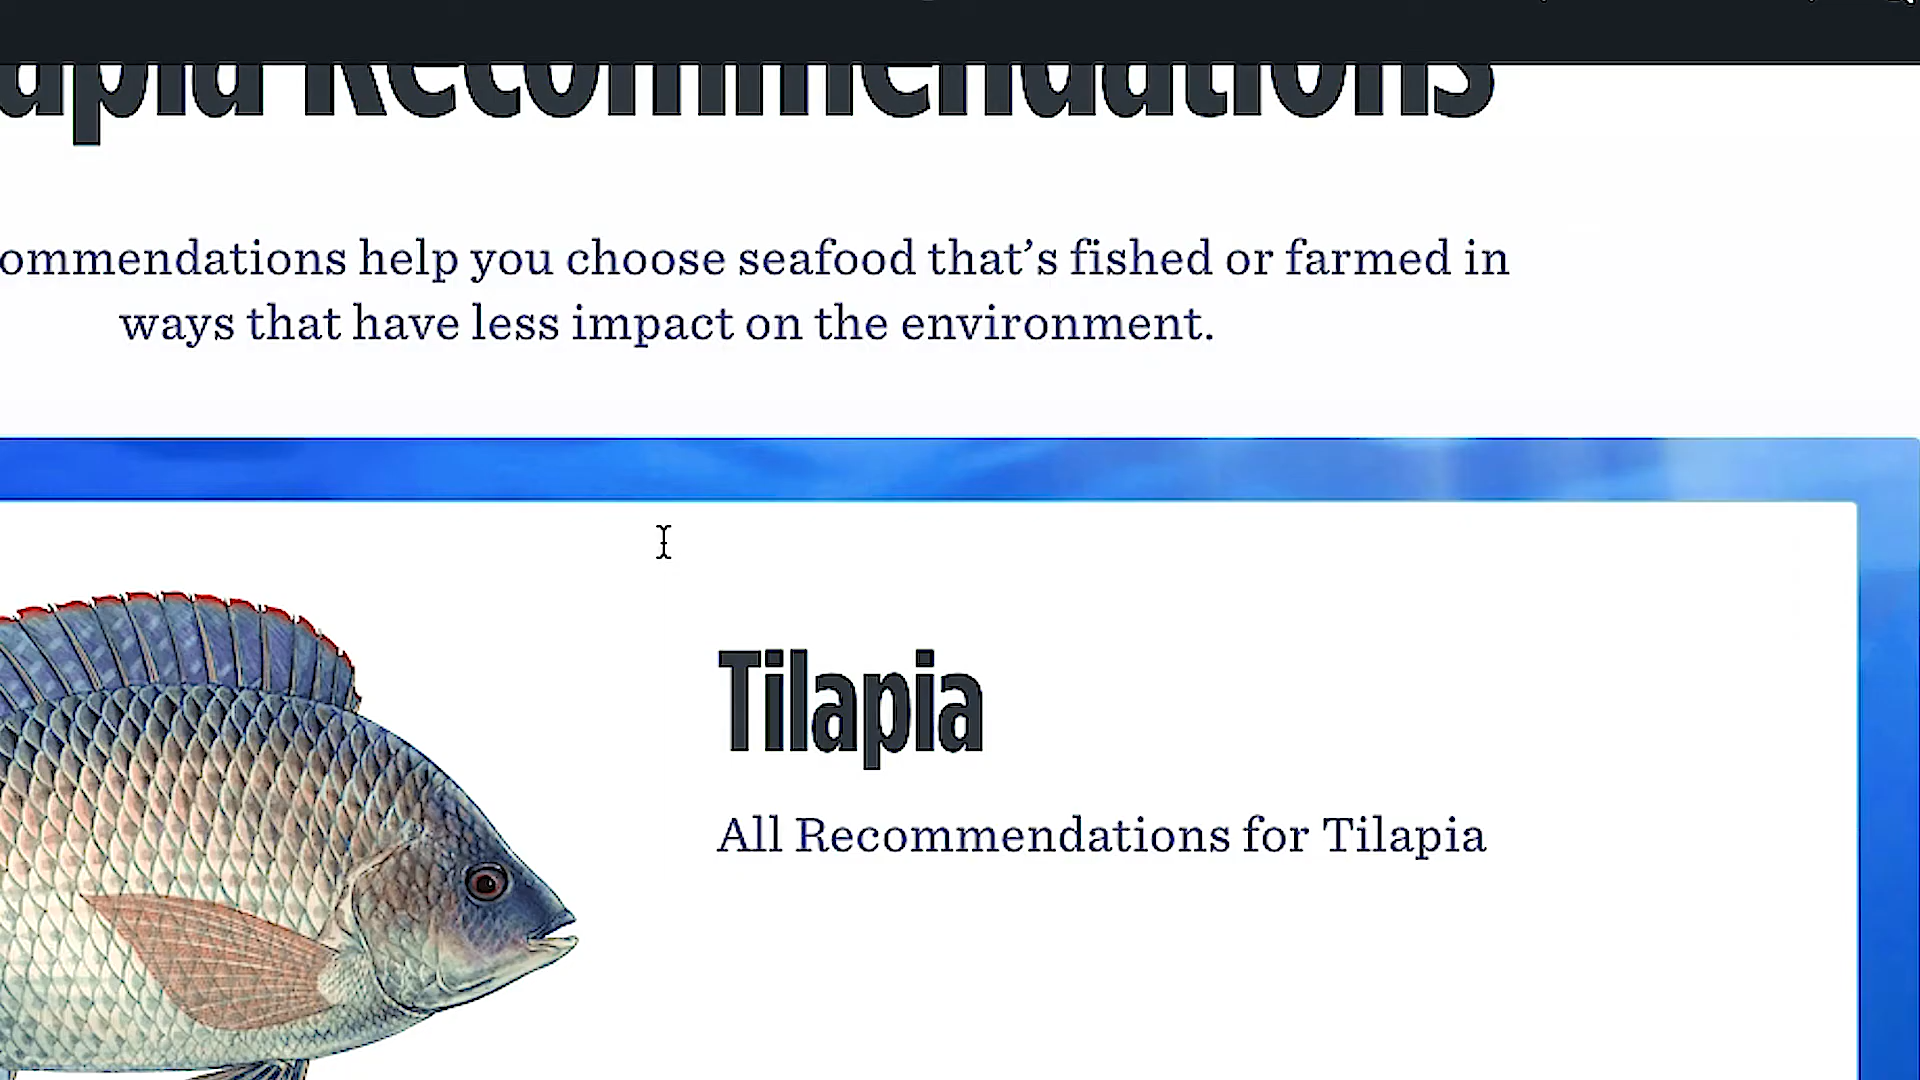 Recommendations
ommendations help you choose seafood that’s fished or farmed in
ways that have less impact on the environment.
Tilapia
All Recommendations for Tilapia